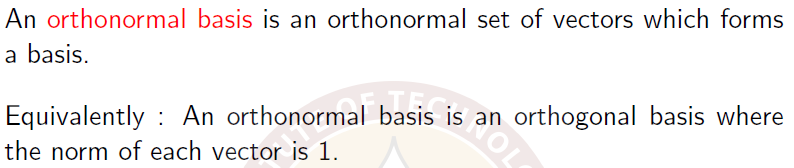 An orthonormal basis is an orthonormal set of vectors which forms
a basis.
Equivalently : An orthonormal basis is an orthogonal basis where
the norm of each vector is 1.